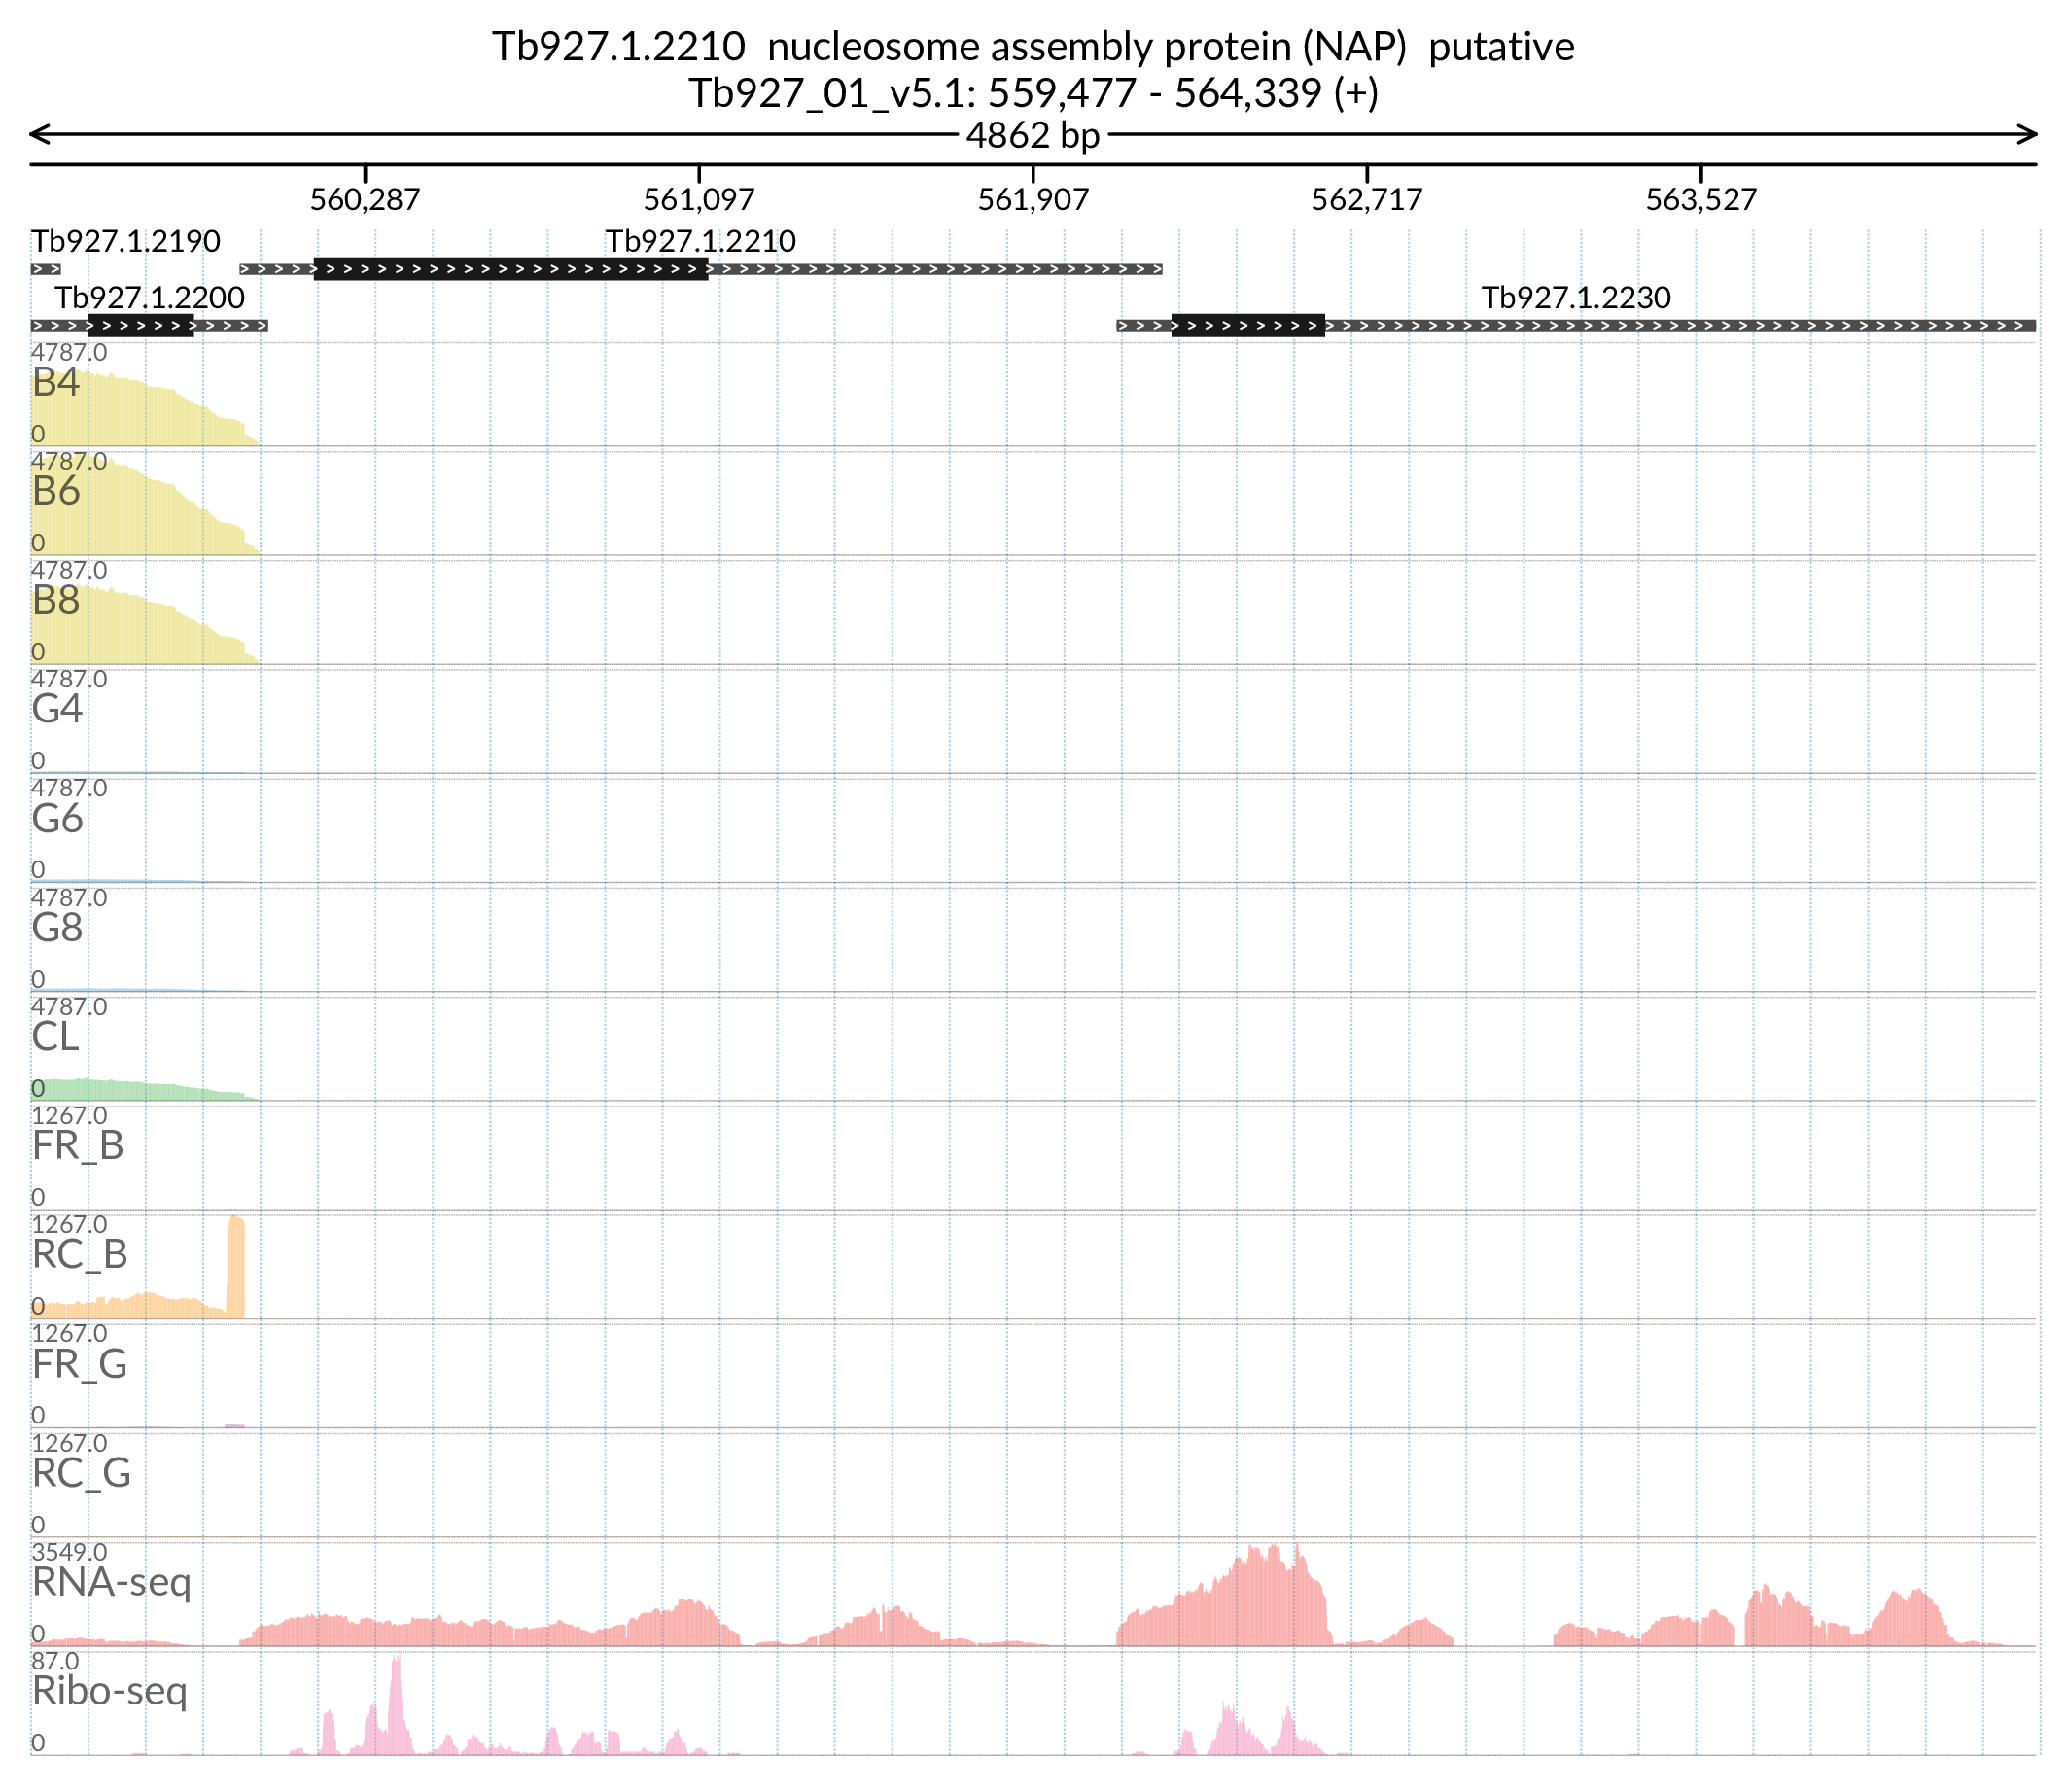 Tb927.1.2210 nucleosome assembly protein (NAP) putative
Tb927_01_v5.1: 559,477 - 564,339 (+)
4862 bp
560,287 561,097 561,907 562,717 563,527
Tb927.1.2190 Tb927.1.2210
Tb927.1.2200 Tb927.1.2230
4787.0
B4
0
4787.0
B6
0
4787.0
B8
0
4787.0
G4
0
4787.0
G6
0
4787.0
G8
0
4787.0
CL
0
1267.0
FR_B
0
1267.0
RC_B
0
1267.0
FR_G
0
1267.0
RC_G
0
3549.0
RNA-seq
0
87.0
Ribo-seq
0